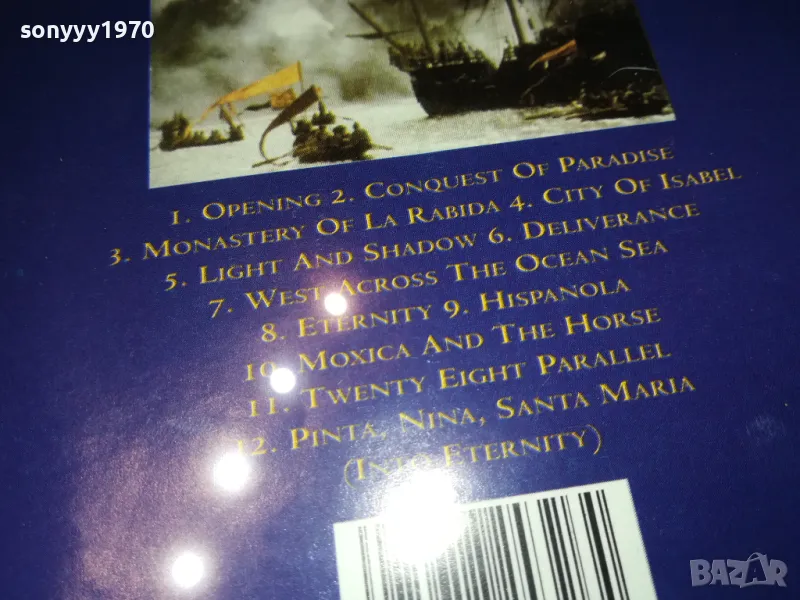 sonyyy1970
1. OPENING 2. CONQUEST OF PARADISE
3. MONASTERY OF LA RABIDA 4. CITY OF ISABEL
5. LIGHT AND SHADOW 6. DELIVERANCE
7. WEST ACROSS THE OCEAN SEA
8. ETERNITY 9. HISPANOLA
10. MOXICA AND THE HORSE
11. TWENTY EIGHT PARALLEL
12. PINTA, NINA, SANTA MARIA
(INTO ETERNITY)
BAZAR